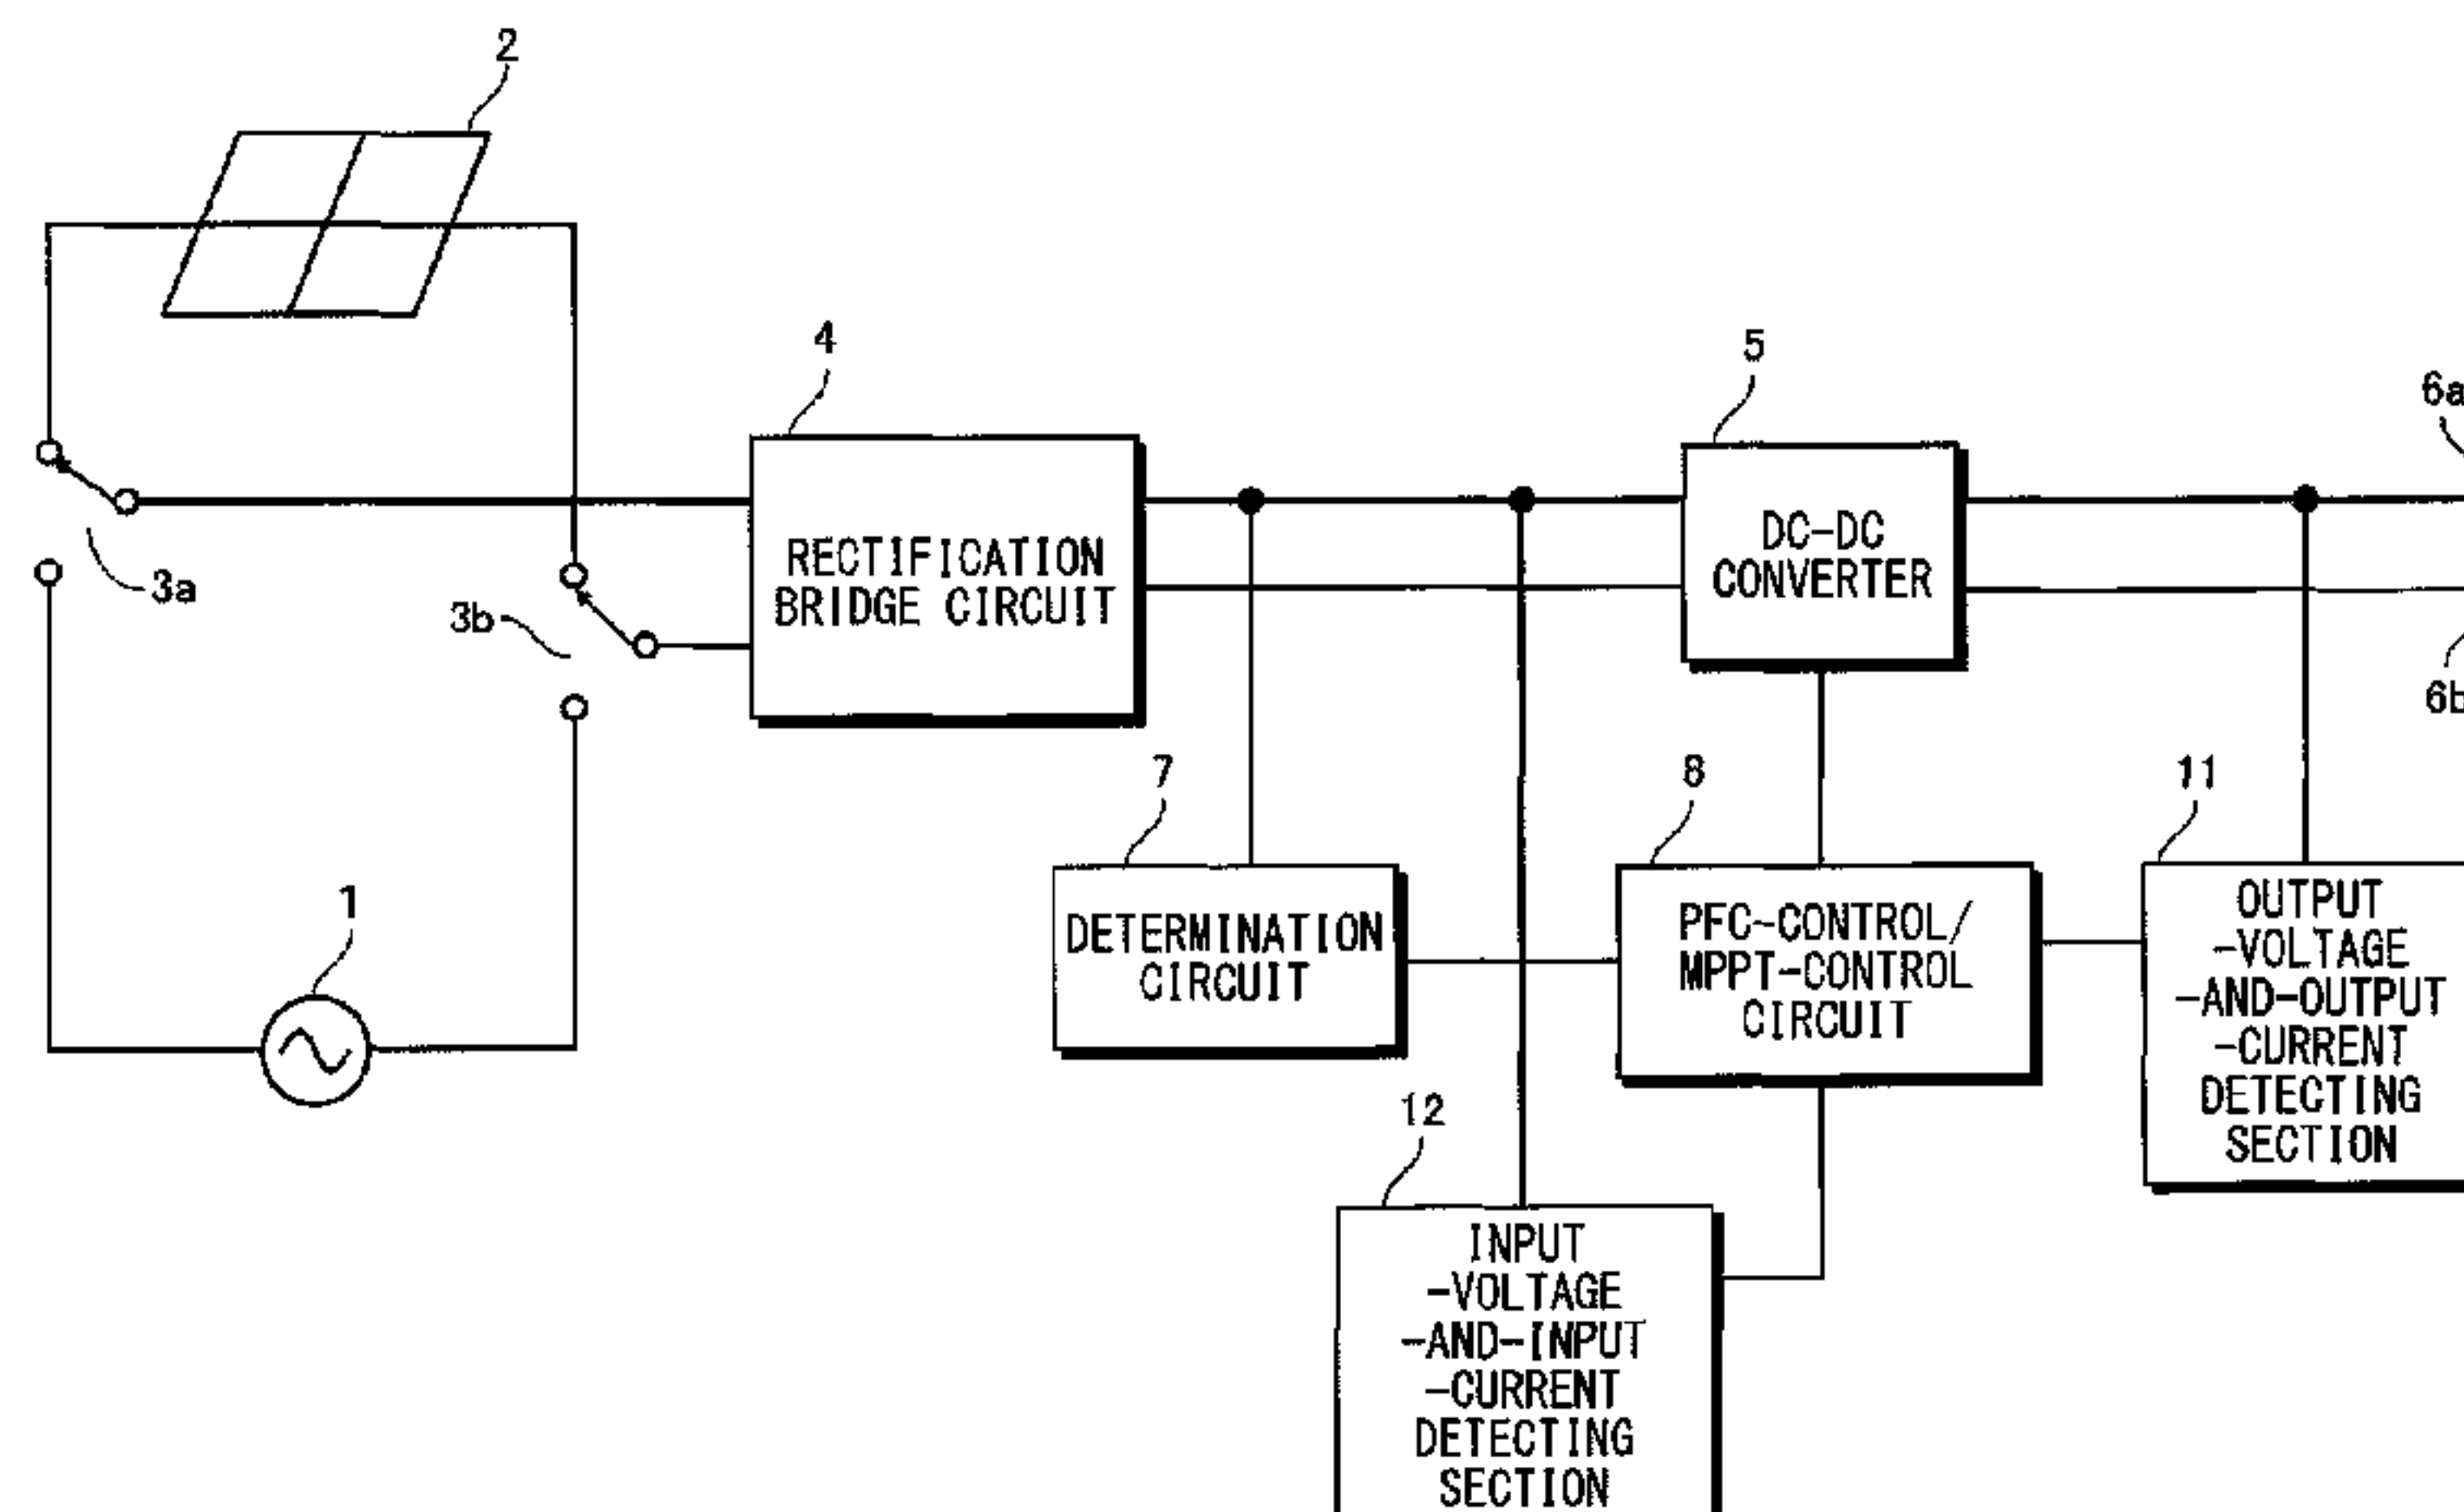 2
4
5
6a
RECTIFICATION
BRIDGE CIRCUIT
DC-DC
CONVERTER
3a
3b
6b
7
8
11
1
DETERMINATION
CIRCUIT
PFC-CONTROL/
MPPT-CONTROL
CIRCUIT
OUTPUT
-VOLTAGE
-AND-OUTPUT
-CURRENT
DETECTING
SECTION
12
INPUT
-VOLTAGE
-AND-INPUT
-CURRENT
DETECTING
SECTION